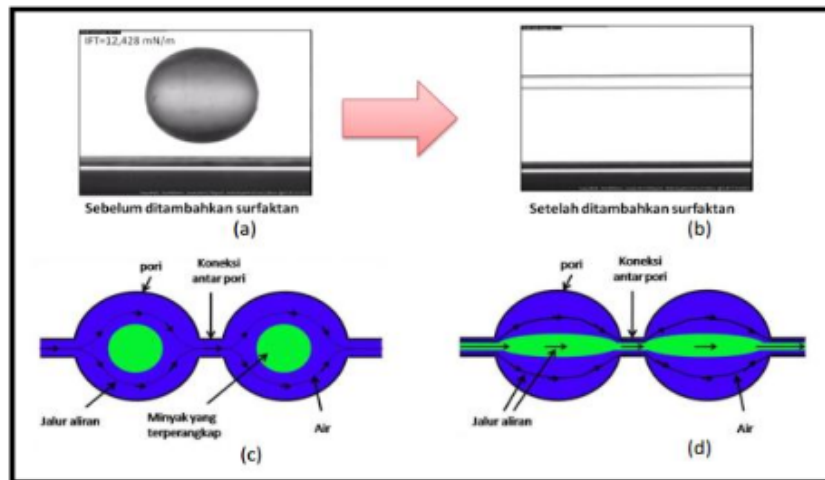 IFT=12,428 mN/m
Sebelum ditambahkan surfaktan
(a)
Setelah ditambahkan surfaktan
(b)
pori
Koneksi
antar pori
Jalur aliran
Minyak yang
terperangkap
Air
(c)
pori
Koneksi
antar pori
Jalur aliran
Air
(d)